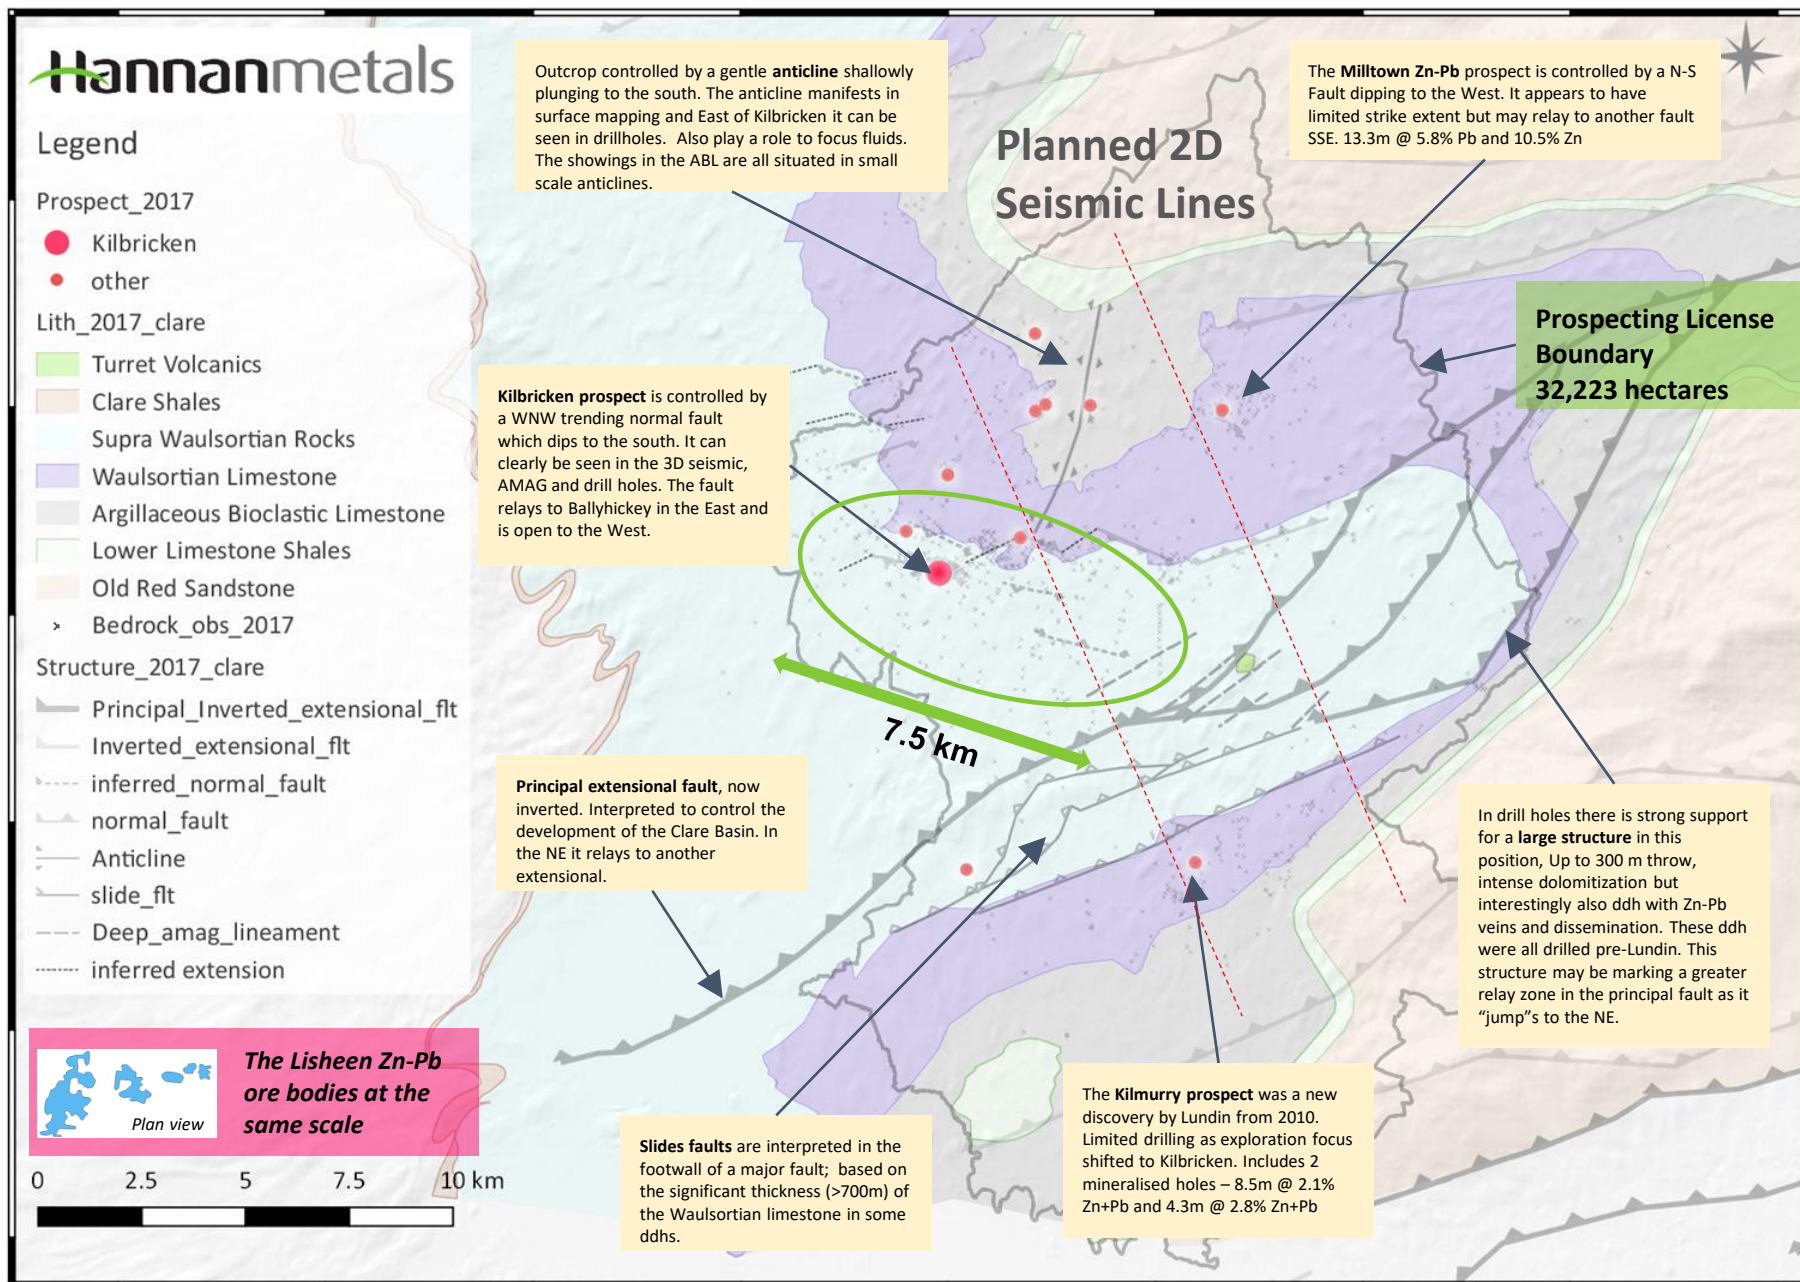 Hannanmetals
Legend
Prospect_2017
Kilbricken
other
Lith_2017_clare
Turret Volcanics
Clare Shales
Supra Waulsortian Rocks
Waulsortian Limestone
Argillaceous Bioclastic Limestone
Lower Limestone Shales
Old Red Sandstone
Bedrock_obs_2017
Structure_2017_clare
Principal_Inverted_extensional_flt
Inverted_extensional_flt
inferred_normal_fault
normal_fault
Anticline
slide_flt
Deep_amag_lineament
inferred extension
The Lisheen Zn-Pb
ore bodies at the
same scale
Plan view
0 2.5 5 7.5 10 km
Outcrop controlled by a gentle anticline shallowly
plunging to the south. The anticline manifests in
surface mapping and East of Kilbricken it can be
seen in drillholes. Also play a role to focus fluids.
The showings in the ABL are all situated in small
scale anticlines.
Planned 2D
Seismic Lines
The Milltown Zn-Pb prospect is controlled by a N-S
Fault dipping to the West. It appears to have
limited strike extent but may relay to another fault
SSE. 13.3m @ 5.8% Pb and 10.5% Zn
Prospecting License
Boundary
32,223 hectares
Kilbricken prospect is controlled by
a WNW trending normal fault
which dips to the south. It can
clearly be seen in the 3D seismic,
AMAG and drill holes. The fault
relays to Ballyhickey in the East and
is open to the West.
7.5 km
Principal extensional fault, now
inverted. Interpreted to control the
development of the Clare Basin. In
the NE it relays to another
extensional.
In drill holes there is strong support
for a large structure in this
position, Up to 300 m throw,
intense dolomitization but
interestingly also ddh with Zn-Pb
veins and dissemination. These ddh
were all drilled pre-Lundin. This
structure may be marking a greater
relay zone in the principal fault as it
“jump”s to the NE.
The Kilmurry prospect was a new
discovery by Lundin from 2010.
Limited drilling as exploration focus
shifted to Kilbricken. Includes 2
mineralised holes – 8.5m @ 2.1%
Zn+Pb and 4.3m @ 2.8% Zn+Pb
Slides faults are interpreted in the
footwall of a major fault; based on
the significant thickness (>700m) of
the Waulsortian limestone in some
ddhs.